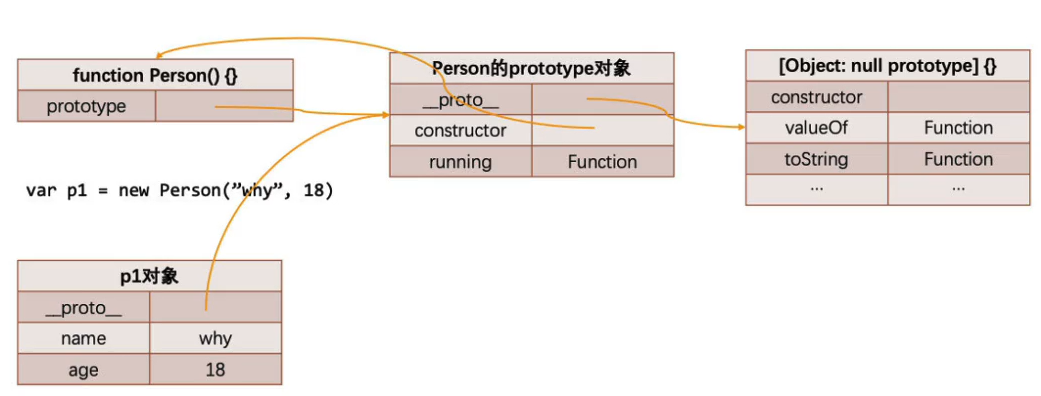 function Person() {}
prototype
Person的prototype对象
__proto__
constructor
running Function
[Object: null prototype] {}
constructor
valueOf Function
toString Function
... ...
var p1 = new Person(”why”, 18)
p1对象
__proto__
name why
age 18